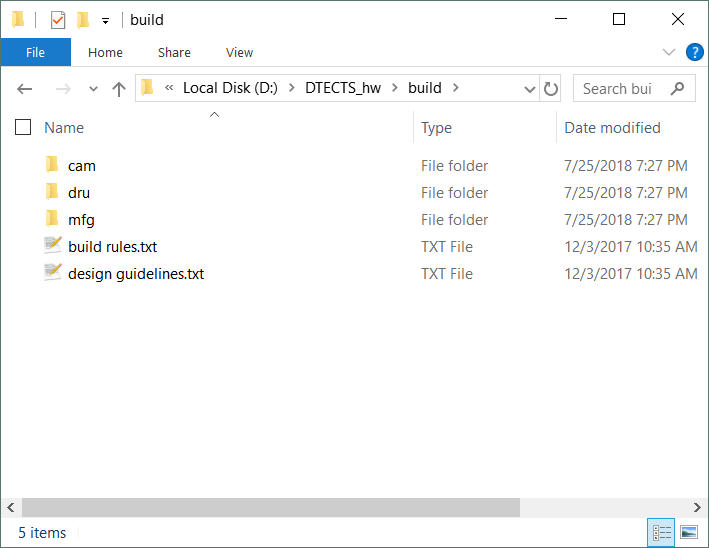 build
File Home Share View
« Local Disk (D:) DTECTS_hw build Search bui
Name Type Date modified
cam File folder 7/25/2018 7:27 PM
dru File folder 7/25/2018 7:27 PM
mfg File folder 7/25/2018 7:27 PM
build rules.txt TXT File 12/3/2017 10:35 AM
design guidelines.txt TXT File 12/3/2017 10:35 AM
5 items